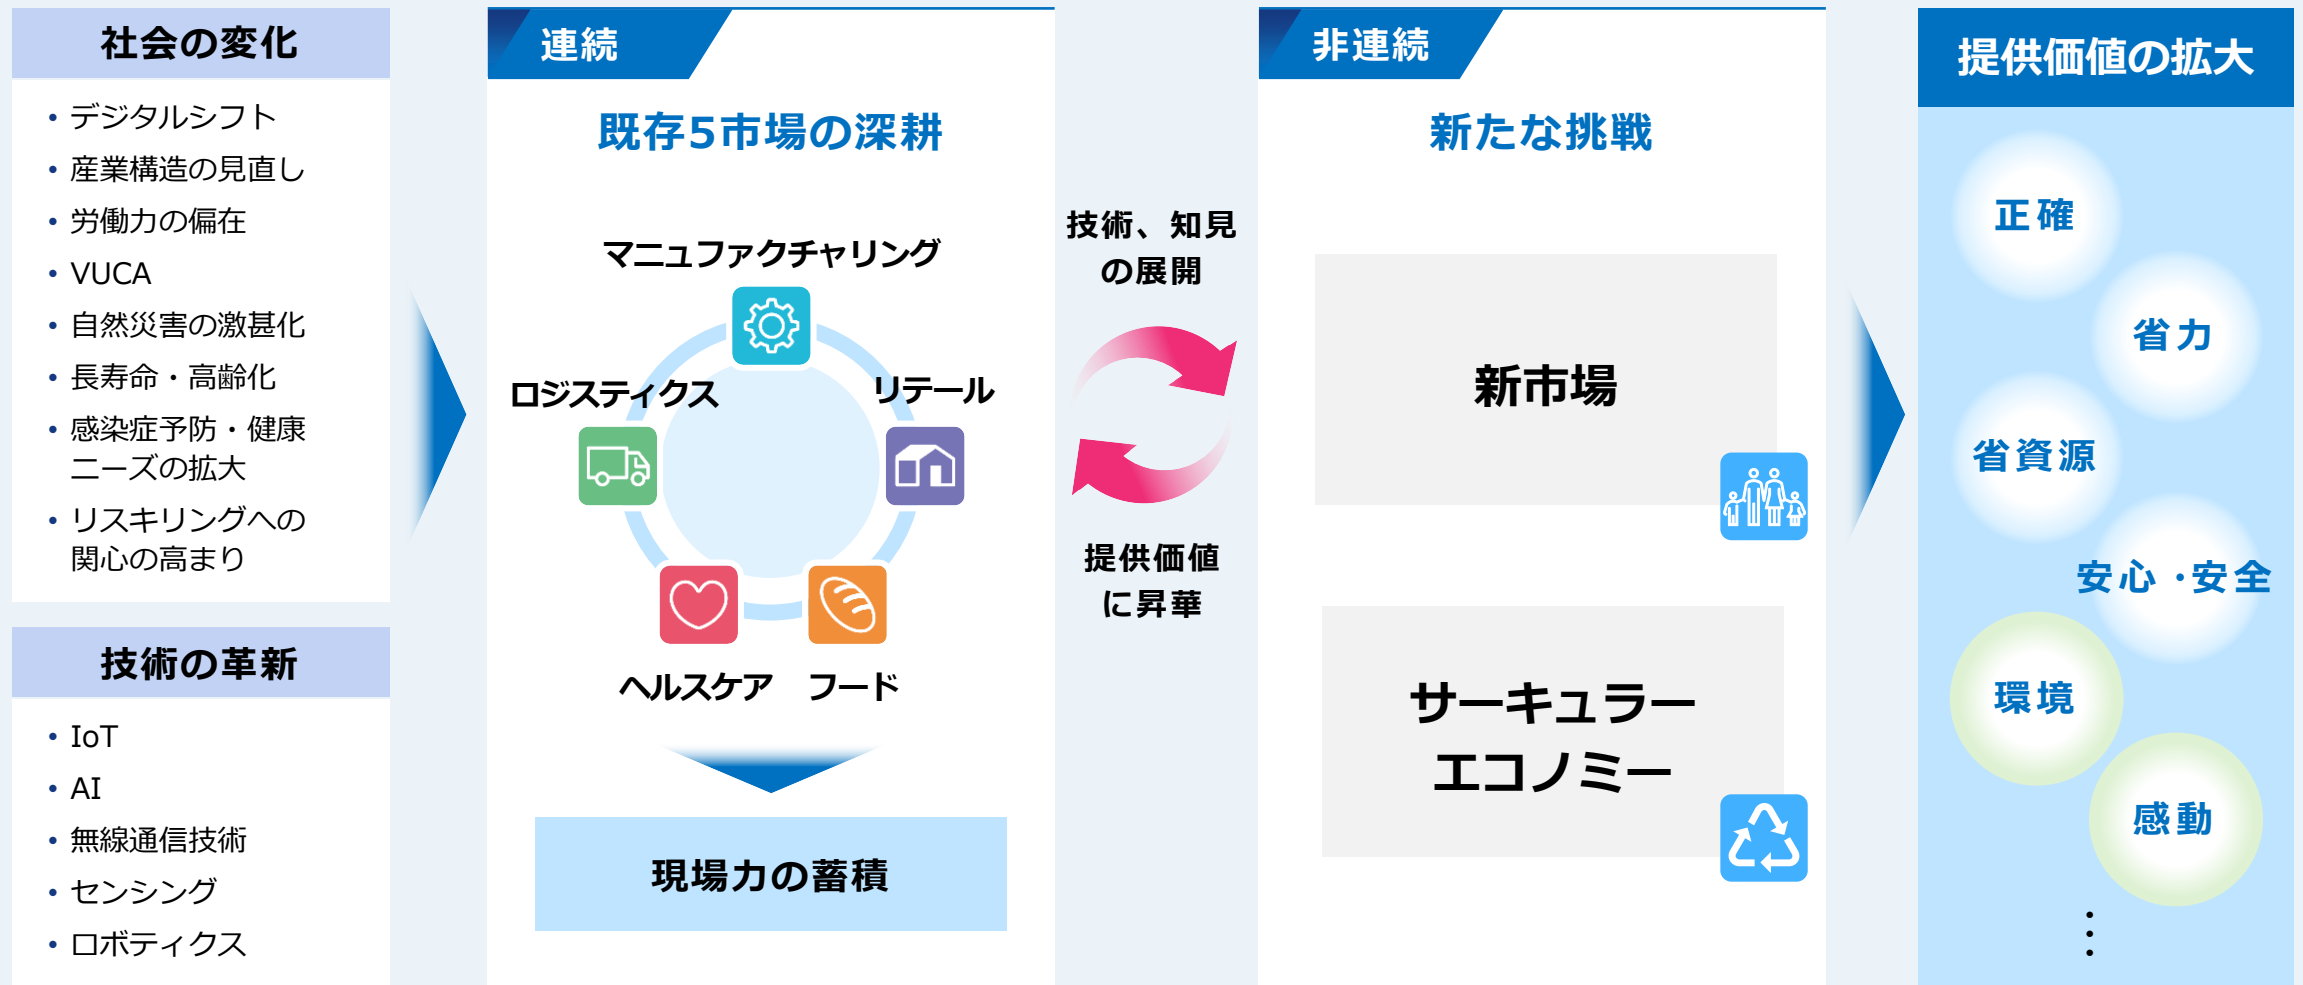 社会の変化
• デジタルシフト
• 産業構造の見直し
• 労働力の偏在
• VUCA
• 自然災害の激甚化
• 長寿命・高齢化
• 感染症予防・健康
ニーズの拡大
• リスキリングへの
関心の高まり
技術の革新
• IoT
• AI
• 無線通信技術
• センシング
• ロボティクス
連続
既存5市場の深耕
マニュファクチャリング
ロジスティクス
リテール
ヘルスケア
フード
現場力の蓄積
技術、知見
の展開
提供価値
に昇華
非連続
新たな挑戦
新市場
サーキュラー
エコノミー
提供価値の拡大
正確
省力
省資源
安心・安全
環境
感動
⋮